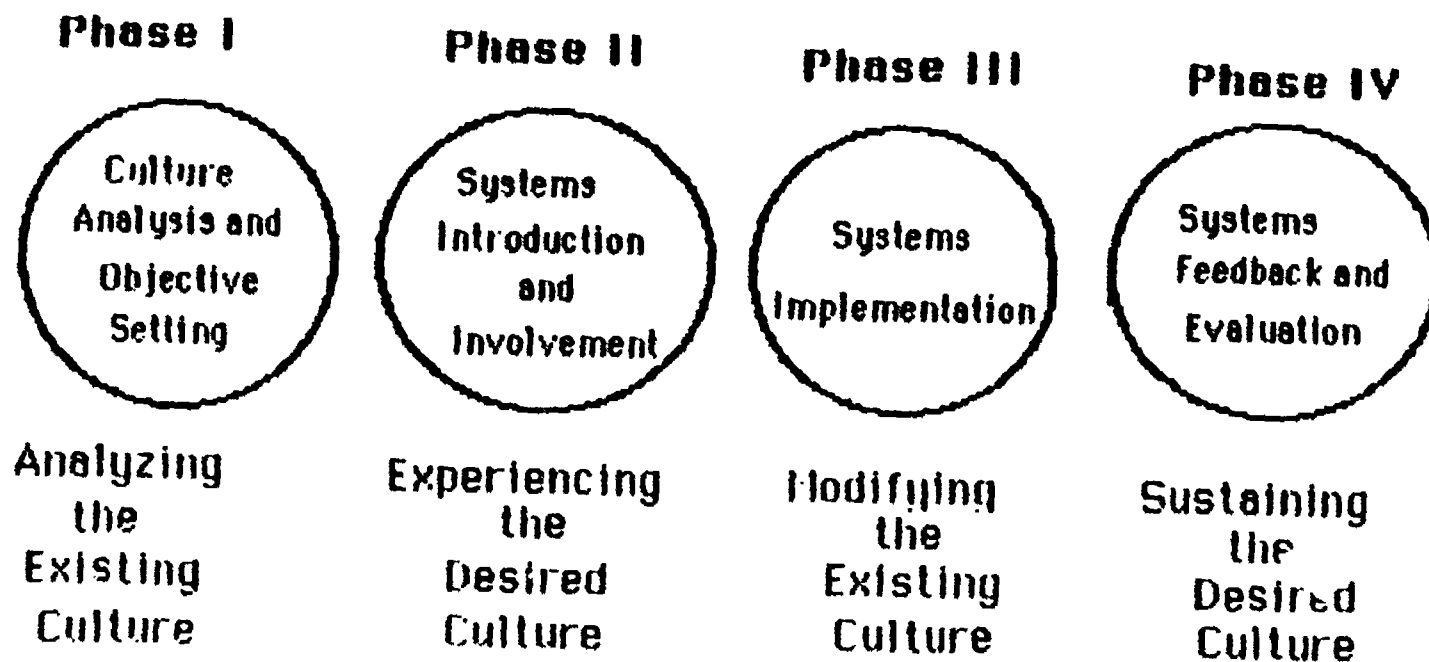 Phase I
Culture
Analysis and
Objective
Setting
Analyzing
the
Existing
Culture
Phase II
Systems
Introduction
and
Involvement
Experiencing
the
Desired
Culture
Phase III
Systems
Implementation
Modifying
the
Existing
Culture
Phase IV
Systems
Feedback and
Evaluation
Sustaining
the
Desired
Culture